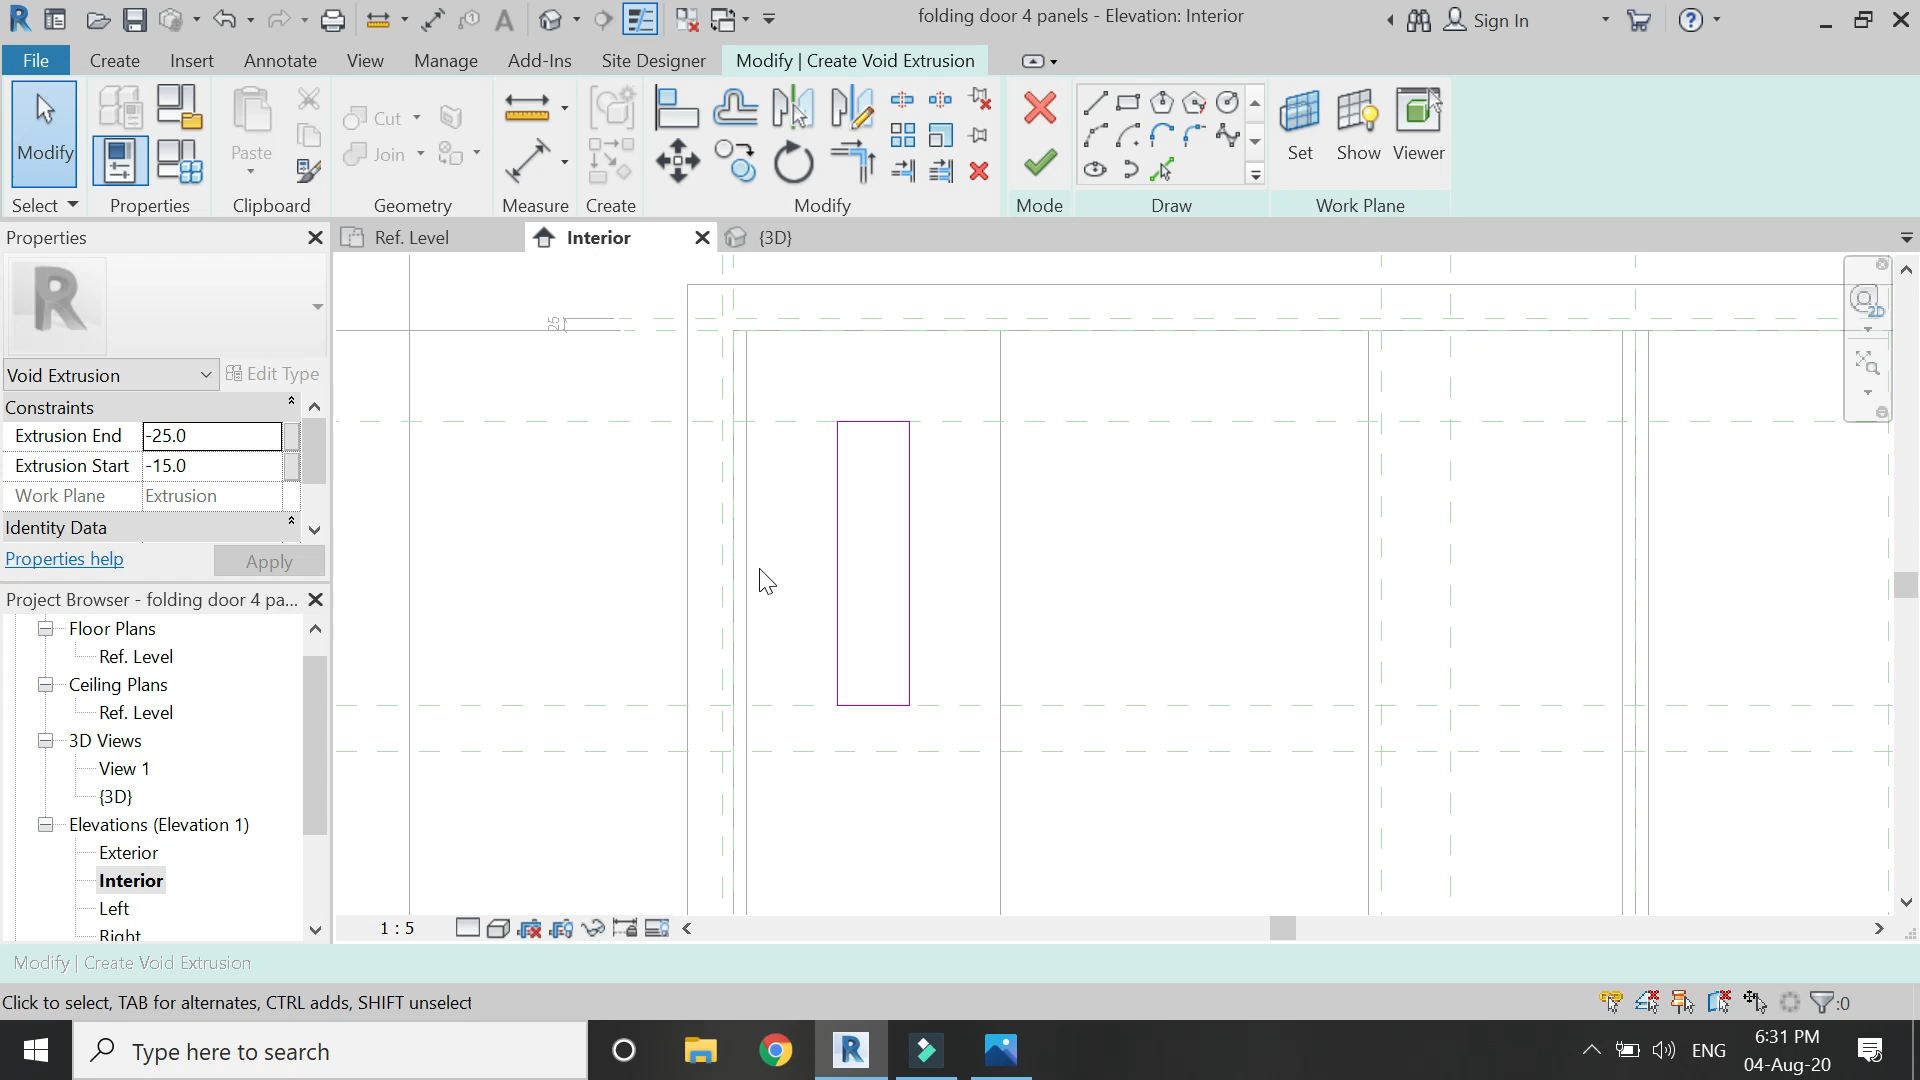 folding door 4 panels - Elevation: Interior
Sign In
File
Create
Insert
Annotate
View
Manage
Add-Ins
Site Designer
Modify | Create Void Extrusion
Modify
Paste
Cut
Join
Set
Show
Viewer
Select
Properties
Clipboard
Geometry
Measure
Create
Modify
Mode
Draw
Work Plane
Properties
Ref. Level
Interior
{3D}
R
Void Extrusion
Edit Type
Constraints
Extrusion End
-25.0
Extrusion Start
-15.0
Work Plane
Extrusion
Identity Data
Properties help
Apply
Project Browser - folding door 4 pa...
Floor Plans
Ref. Level
Ceiling Plans
Ref. Level
3D Views
View 1
{3D}
Elevations (Elevation 1)
Exterior
Interior
Left
Right
25
2D
1 : 5
Modify | Create Void Extrusion
Click to select, TAB for alternates, CTRL adds, SHIFT unselect
:0
Type here to search
ENG
6:31 PM
04-Aug-20